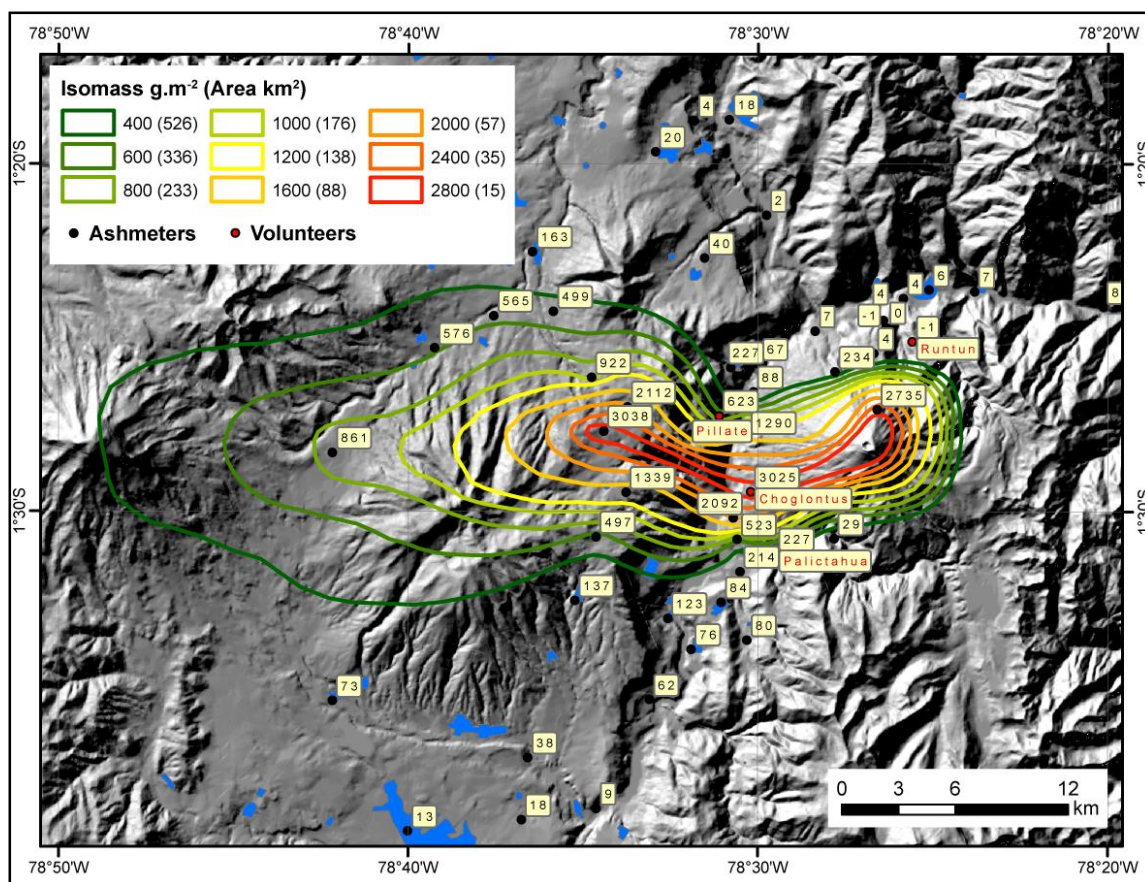 78°50'W 78°40'W 78°30'W 78°20'W
Isomass g.m⁻² (Area km²)
400 (526) 1000 (176) 2000 (57)
600 (336) 1200 (138) 2400 (35)
800 (233) 1600 (88) 2800 (15)
Ashmeters Volunteers
4 18
20
1°20'S 1°20'S
2
163 40
4 6 7 8
565 499 4
576 7 -1 0 -1
227 67 4 Runtun
922 88 234
2112 623 2735
3038 Pillate 1290
861
1339 3025
Choglontus
1°30'S 2092 1°30'S
497 523 29
227
214 Palictahua
137 84
123
76 80
73 62
38
9
13 18
0 3 6 12
km
78°50'W 78°40'W 78°30'W 78°20'W